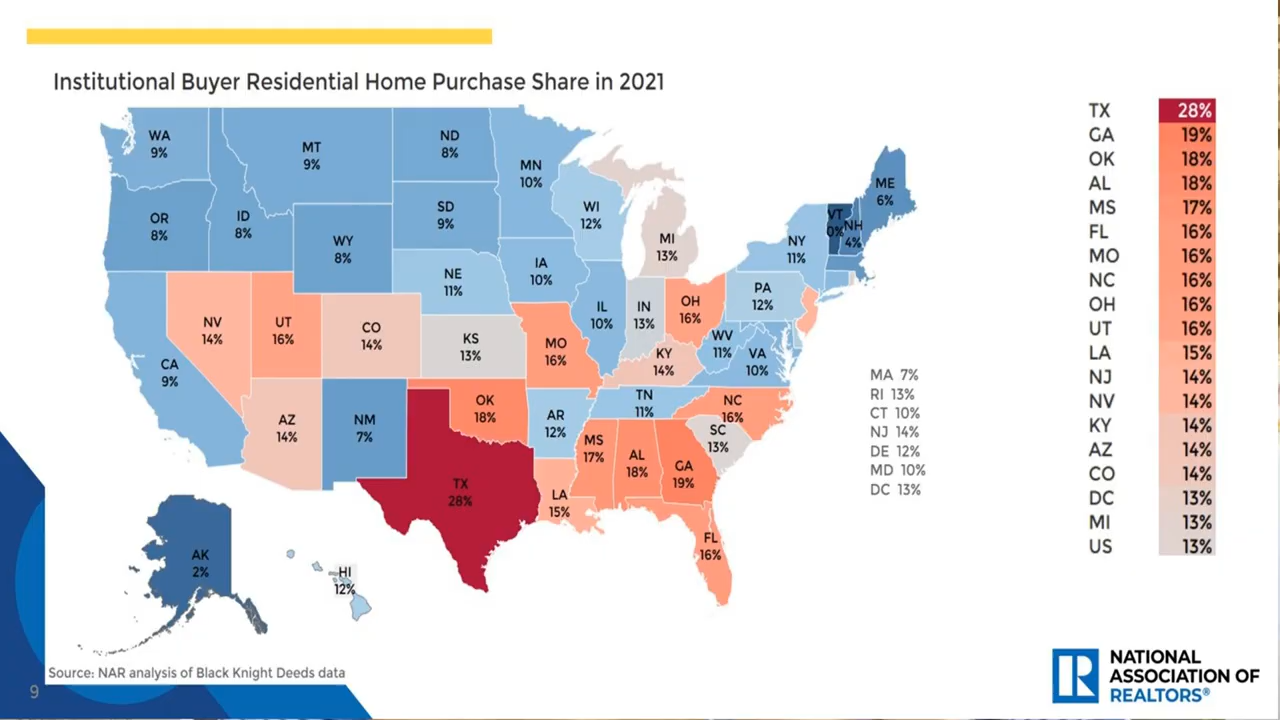 Institutional Buyer Residential Home Purchase Share in 2021
WA
9%
MT
9%
ND
8%
MN
10%
OR
8%
ID
8%
WY
8%
SD
9%
WI
12%
MI
13%
NY
11%
VT
0%
NH
4%
ME
6%
NE
11%
IA
10%
IL
10%
IN
13%
OH
16%
PA
12%
NV
14%
UT
16%
CO
14%
KS
13%
MO
16%
KY
14%
WV
11%
VA
10%
CA
9%
AZ
14%
NM
7%
OK
18%
AR
12%
TN
11%
NC
16%
SC
13%
TX
28%
LA
15%
MS
17%
AL
18%
GA
19%
FL
16%
AK
2%
HI
12%
MA 7%
RI 13%
CT 10%
NJ 14%
DE 12%
MD 10%
DC 13%
TX 28%
GA 19%
OK 18%
AL 18%
MS 17%
FL 16%
MO 16%
NC 16%
OH 16%
UT 16%
LA 15%
NJ 14%
NV 14%
KY 14%
AZ 14%
CO 14%
DC 13%
MI 13%
US 13%
Source: NAR analysis of Black Knight Deeds data
9
R
NATIONAL
ASSOCIATION OF
REALTORS®